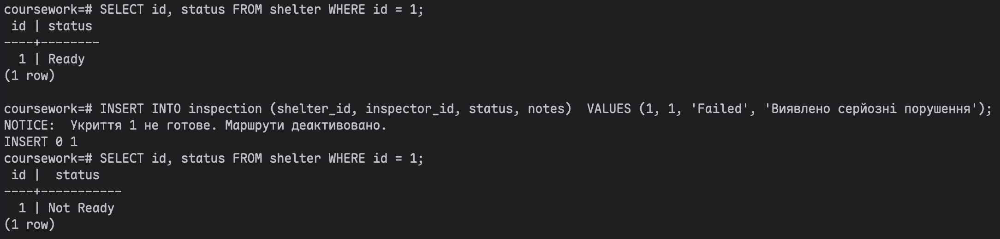 coursework=# SELECT id, status FROM shelter WHERE id = 1;
 id | status
----+--------
  1 | Ready
(1 row)

coursework=# INSERT INTO inspection (shelter_id, inspector_id, status, notes)  VALUES (1, 1, 'Failed', 'Виявлено серйозні порушення');
NOTICE:  Укриття 1 не готове. Маршрути деактивовано.
INSERT 0 1
coursework=# SELECT id, status FROM shelter WHERE id = 1;
 id |  status
----+-----------
  1 | Not Ready
(1 row)